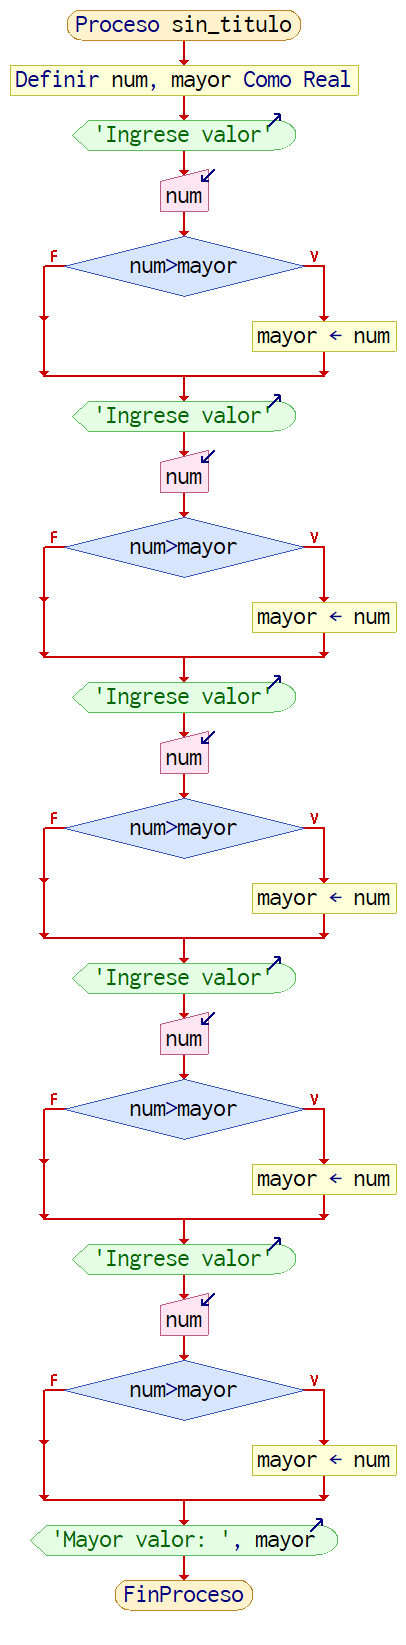 Proceso sin_titulo
Definir num, mayor Como Real
'Ingrese valor'
num
F
num>mayor
V
mayor ← num
'Ingrese valor'
num
F
num>mayor
V
mayor ← num
'Ingrese valor'
num
F
num>mayor
V
mayor ← num
'Ingrese valor'
num
F
num>mayor
V
mayor ← num
'Ingrese valor'
num
F
num>mayor
V
mayor ← num
'Mayor valor: ', mayor
FinProceso